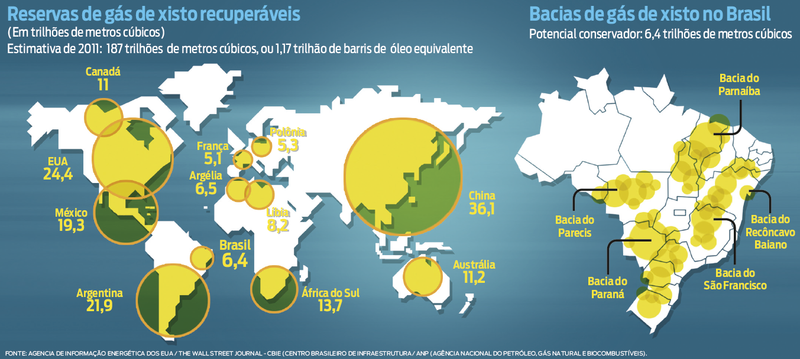 Reservas de gás de xisto recuperáveis
(Em trilhões de metros cúbicos)
Estimativa de 2011: 187 trilhões de metros cúbicos, ou 1,17 trilhão de barris de óleo equivalente
Canadá
11
EUA
24,4
México
19,3
Argentina
21,9
Brasil
6,4
França
5,1
Polônia
5,3
Argélia
6,5
Líbia
8,2
África do Sul
13,7
China
36,1
Austrália
11,2
Bacias de gás de xisto no Brasil
Potencial conservador: 6,4 trilhões de metros cúbicos
Bacia do
Parnaíba
Bacia do
Parecis
Bacia do
Recôncavo
Baiano
Bacia do
Paraná
Bacia do
São Francisco
FONTE: AGENCIA DE INFORMAÇÃO ENERGÉTICA DOS EUA / THE WALL STREET JOURNAL - CBIE (CENTRO BRASILEIRO DE INFRAESTRUTURA / ANP (AGÊNCIA NACIONAL DO PETRÓLEO, GÁS NATURAL E BIOCOMBUSTÍVEIS).